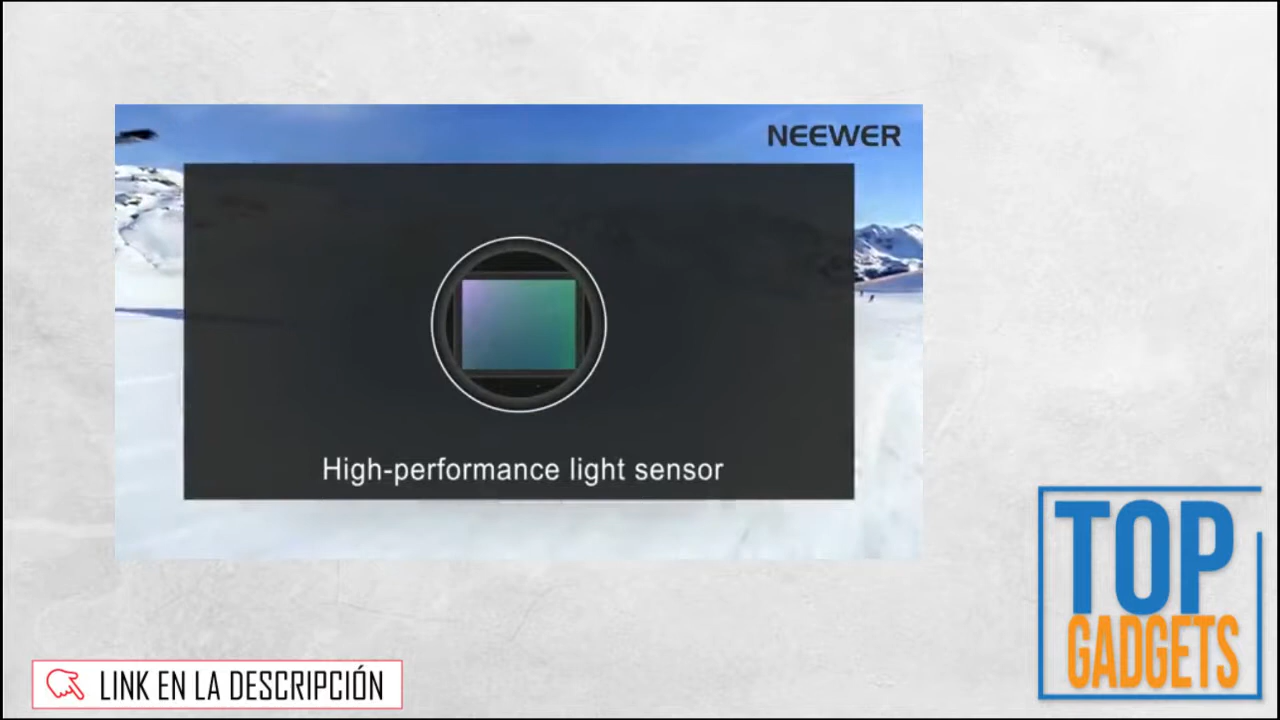 NEEWER
High-performance light sensor
TOP
GADGETS
LINK EN LA DESCRIPCIÓN